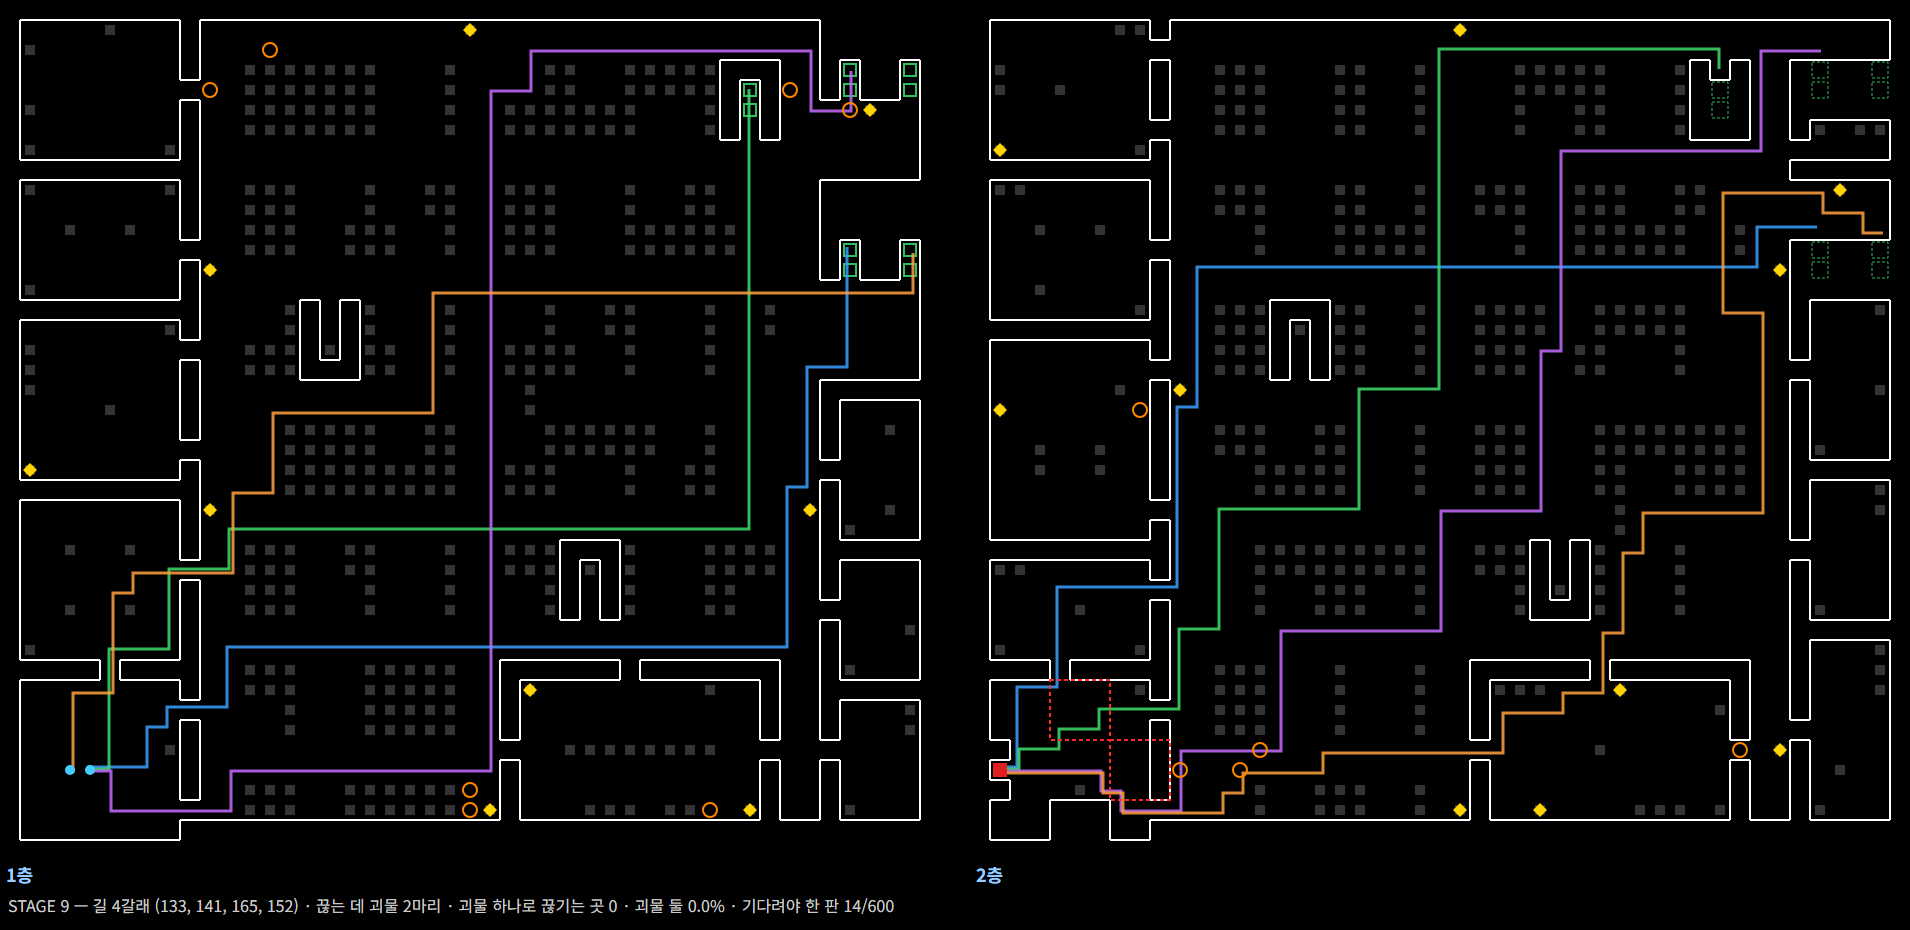 1층
2층
STAGE 9 — 길 4갈래 (133, 141, 165, 152) · 끊는 데 괴물 2마리 · 괴물 하나로 끊기는 곳 0 · 괴물 둘 0.0% · 기다려야 한 판 14/600